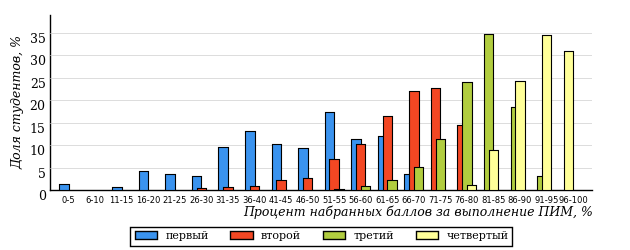 Доля студентов, %
35
30
25
20
15
10
5
0
0-5 6-10 11-15 16-20 21-25 26-30 31-35 36-40 41-45 46-50 51-55 56-60 61-65 66-70 71-75 76-80 81-85 86-90 91-95 96-100
Процент набранных баллов за выполнение ПИМ, %
первый второй третий четвертый